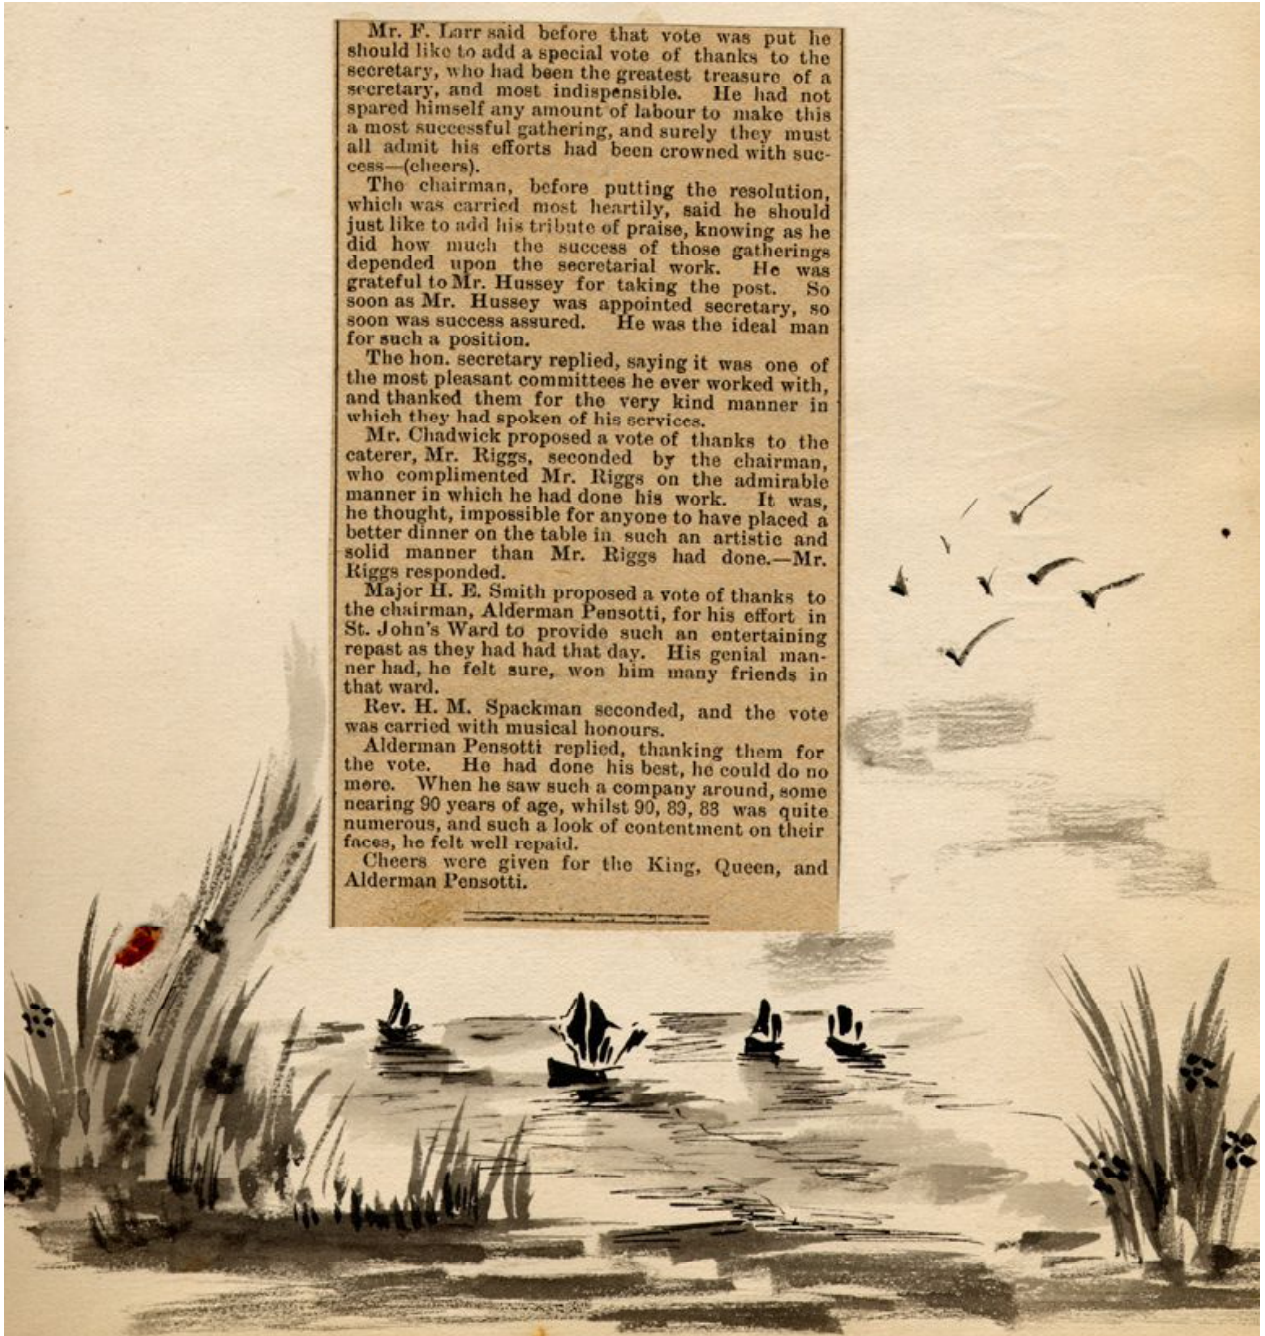 Mr. F. Larr said before that vote was put he
should like to add a special vote of thanks to the
secretary, who had been the greatest treasure of a
secretary, and most indispensible. He had not
spared himself any amount of labour to make this
a most successful gathering, and surely they must
all admit his efforts had been crowned with suc-
cess—(cheers).
The chairman, before putting the resolution,
which was carried most heartily, said he should
just like to add his tribute of praise, knowing as he
did how much the success of those gatherings
depended upon the secretarial work. He was
grateful to Mr. Hussey for taking the post. So
soon as Mr. Hussey was appointed secretary, so
soon was success assured. He was the ideal man
for such a position.
The hon. secretary replied, saying it was one of
the most pleasant committees he ever worked with,
and thanked them for the very kind manner in
which they had spoken of his services.
Mr. Chadwick proposed a vote of thanks to the
caterer, Mr. Riggs, seconded by the chairman,
who complimented Mr. Riggs on the admirable
manner in which he had done his work. It was,
he thought, impossible for anyone to have placed a
better dinner on the table in such an artistic and
solid manner than Mr. Riggs had done.—Mr.
Riggs responded.
Major H. E. Smith proposed a vote of thanks to
the chairman, Alderman Pensotti, for his effort in
St. John's Ward to provide such an entertaining
repast as they had had that day. His genial man-
ner had, he felt sure, won him many friends in
that ward.
Rev. H. M. Spackman seconded, and the vote
was carried with musical honours.
Alderman Pensotti replied, thanking them for
the vote. He had done his best, he could do no
more. When he saw such a company around, some
nearing 90 years of age, whilst 90, 89, 88 was quite
numerous, and such a look of contentment on their
faces, he felt well repaid.
Cheers were given for the King, Queen, and
Alderman Pensotti.